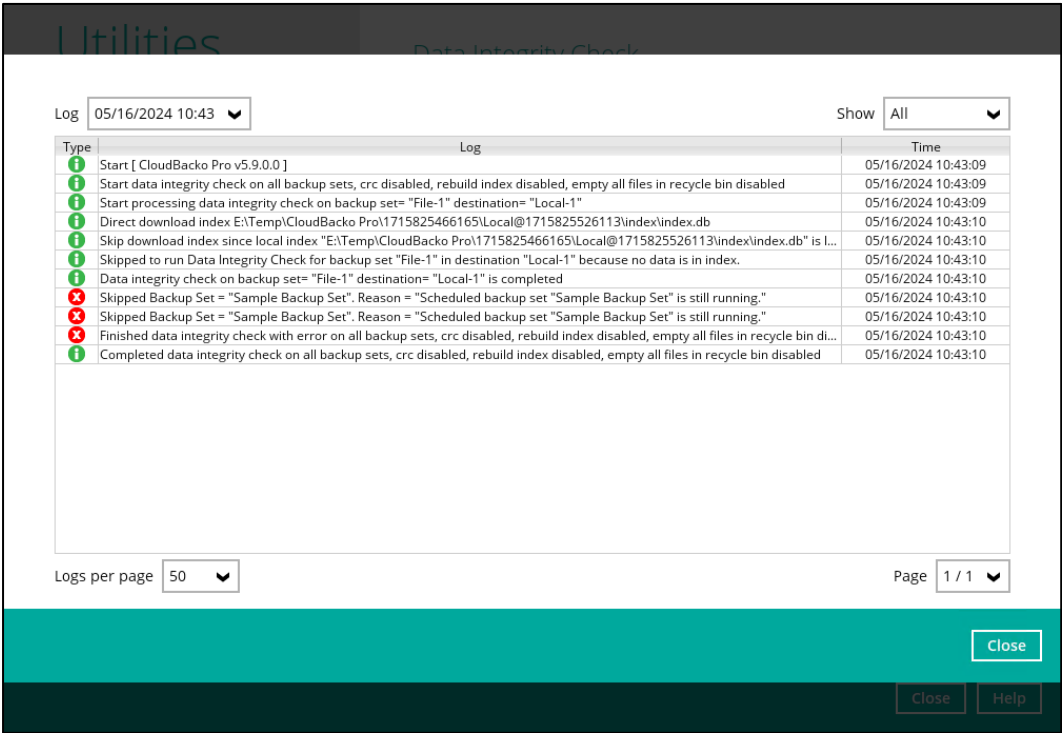 Utilities
Data Integrity Check
Log 05/16/2024 10:43 Show All
Type Log Time
Start [ CloudBacko Pro v5.9.0.0 ] 05/16/2024 10:43:09
Start data integrity check on all backup sets, crc disabled, rebuild index disabled, empty all files in recycle bin disabled 05/16/2024 10:43:09
Start processing data integrity check on backup set= "File-1" destination= "Local-1" 05/16/2024 10:43:09
Direct download index E:\Temp\CloudBacko Pro\1715825466165\Local@1715825526113\index\index.db 05/16/2024 10:43:10
Skip download index since local index "E:\Temp\CloudBacko Pro\1715825466165\Local@1715825526113\index\index.db" is l... 05/16/2024 10:43:10
Skipped to run Data Integrity Check for backup set "File-1" in destination "Local-1" because no data is in index. 05/16/2024 10:43:10
Data integrity check on backup set= "File-1" destination= "Local-1" is completed 05/16/2024 10:43:10
Skipped Backup Set = "Sample Backup Set". Reason = "Scheduled backup set "Sample Backup Set" is still running." 05/16/2024 10:43:10
Skipped Backup Set = "Sample Backup Set". Reason = "Scheduled backup set "Sample Backup Set" is still running." 05/16/2024 10:43:10
Finished data integrity check with error on all backup sets, crc disabled, rebuild index disabled, empty all files in recycle bin di... 05/16/2024 10:43:10
Completed data integrity check on all backup sets, crc disabled, rebuild index disabled, empty all files in recycle bin disabled 05/16/2024 10:43:10
Logs per page 50 Page 1 / 1
Close
Close Help